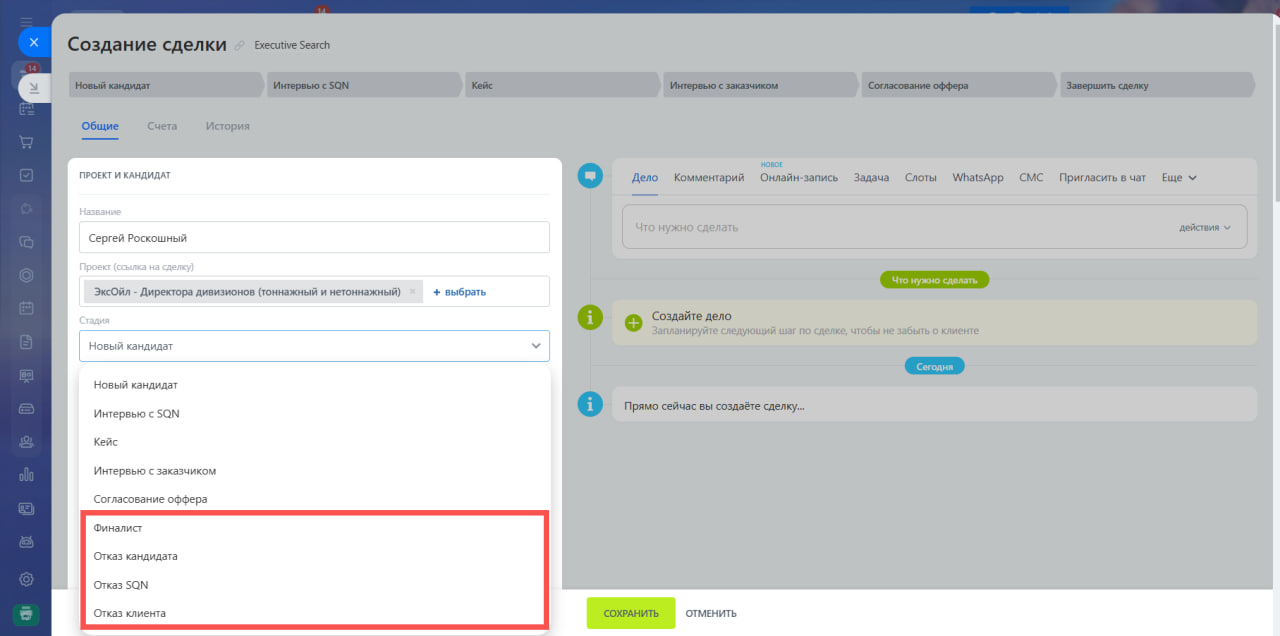 14
Создание сделки
Executive Search
14
Новый кандидат
Интервью с SQN
Кейс
Интервью с заказчиком
Согласование оффера
Завершить сделку
Общие
Счета
История
ПРОЕКТ И КАНДИДАТ
Название
Сергей Роскошный
Проект (ссылка на сделку)
ЭксОйл - Директора дивизионов (тоннажный и нетоннажный) ×
+ выбрать
Стадия
Новый кандидат
Новый кандидат
Интервью с SQN
Кейс
Интервью с заказчиком
Согласование оффера
Финалист
Отказ кандидата
Отказ SQN
Отказ клиента
НОВОЕ
Дело
Комментарий
Онлайн-запись
Задача
Слоты
WhatsApp
СМС
Пригласить в чат
Еще
Что нужно сделать
действия
Что нужно сделать
Создайте дело
Запланируйте следующий шаг по сделке, чтобы не забыть о клиенте
Сегодня
Прямо сейчас вы создаёте сделку...
СОХРАНИТЬ
ОТМЕНИТЬ